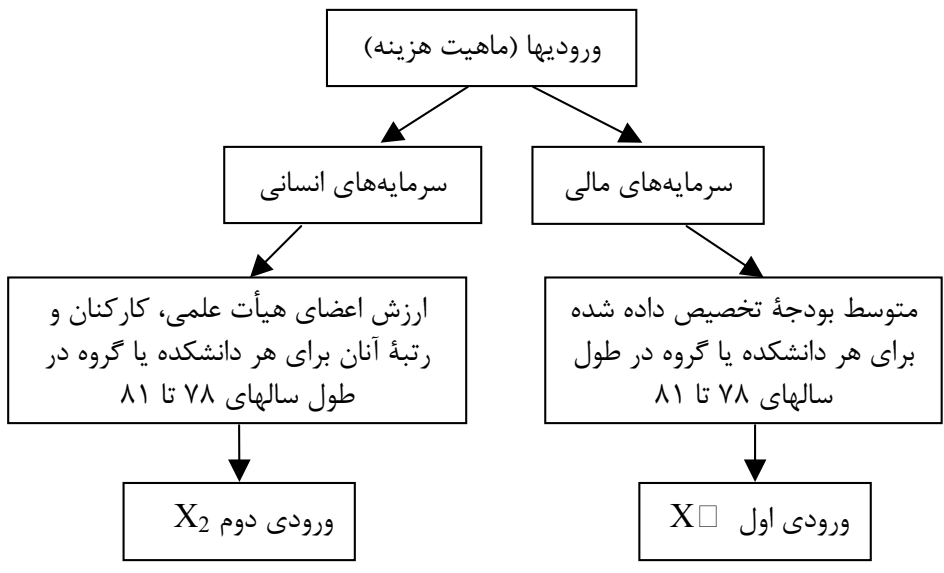 ورودیها (ماهیت هزینه)
سرمایه‌های مالی
سرمایه‌های انسانی
متوسط بودجۀ تخصیص داده شده
برای هر دانشکده یا گروه در طول
سالهای ۷۸ تا ۸۱
ارزش اعضای هیأت علمی، کارکنان و
رتبۀ آنان برای هر دانشکده یا گروه در
طول سالهای ۷۸ تا ۸۱
ورودی اول X□
ورودی دوم X₂